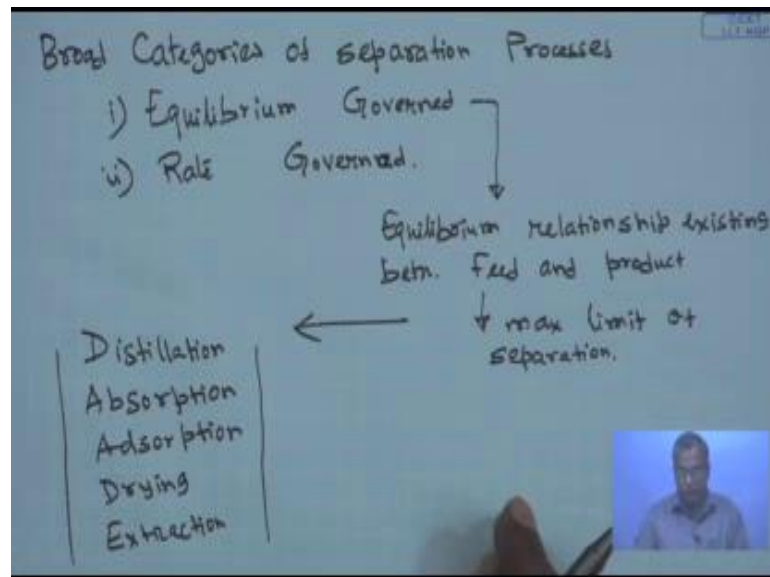 Broad Categories of separation Processes
i) Equilibrium Governed
ii) Rate Governed.
Equilibrium relationship existing
betn. Feed and product
max limit of
separation.
Distillation
Absorption
Adsorption
Drying
Extraction